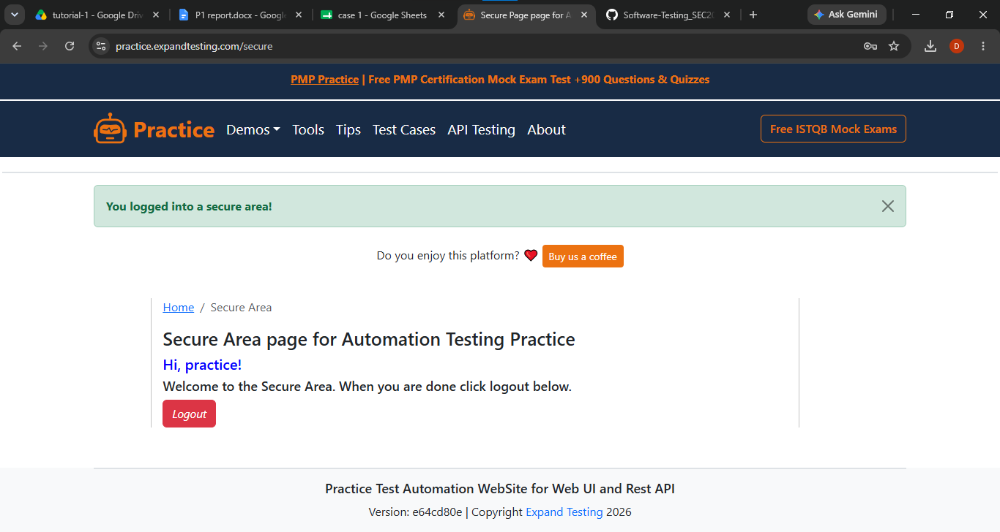 tutorial-1 - Google Driv
P1 report.docx - Googl
case 1 - Google Sheets
Secure Page page for A
Software-Testing_SEC20
Ask Gemini
practice.expandtesting.com/secure
D
PMP Practice | Free PMP Certification Mock Exam Test +900 Questions & Quizzes
Practice
Demos
Tools
Tips
Test Cases
API Testing
About
Free ISTQB Mock Exams
You logged into a secure area!
Do you enjoy this platform? ❤ Buy us a coffee
Home / Secure Area
Secure Area page for Automation Testing Practice
Hi, practice!
Welcome to the Secure Area. When you are done click logout below.
Logout
Practice Test Automation WebSite for Web UI and Rest API
Version: e64cd80e | Copyright Expand Testing 2026